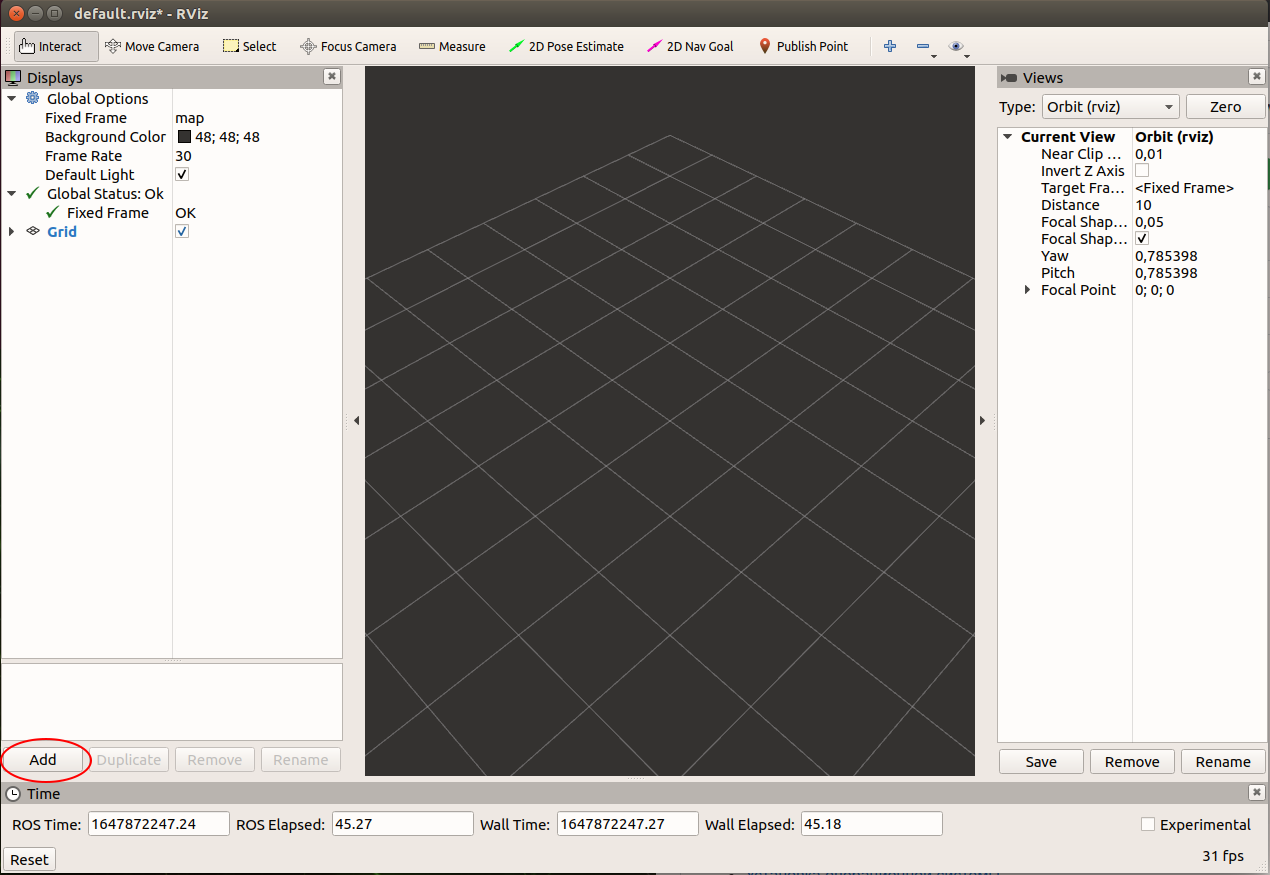 default.rviz* - RViz
Interact Move Camera Select Focus Camera Measure 2D Pose Estimate 2D Nav Goal Publish Point
Displays
Global Options
Fixed Frame map
Background Color 48; 48; 48
Frame Rate 30
Default Light
Global Status: Ok
Fixed Frame OK
Grid
Add Duplicate Remove Rename
Views
Type: Orbit (rviz) Zero
Current View Orbit (rviz)
Near Clip ... 0,01
Invert Z Axis
Target Fra... <Fixed Frame>
Distance 10
Focal Shap... 0,05
Focal Shap...
Yaw 0,785398
Pitch 0,785398
Focal Point 0; 0; 0
Save Remove Rename
Time
ROS Time: 1647872247.24 ROS Elapsed: 45.27 Wall Time: 1647872247.27 Wall Elapsed: 45.18 Experimental
Reset 31 fps